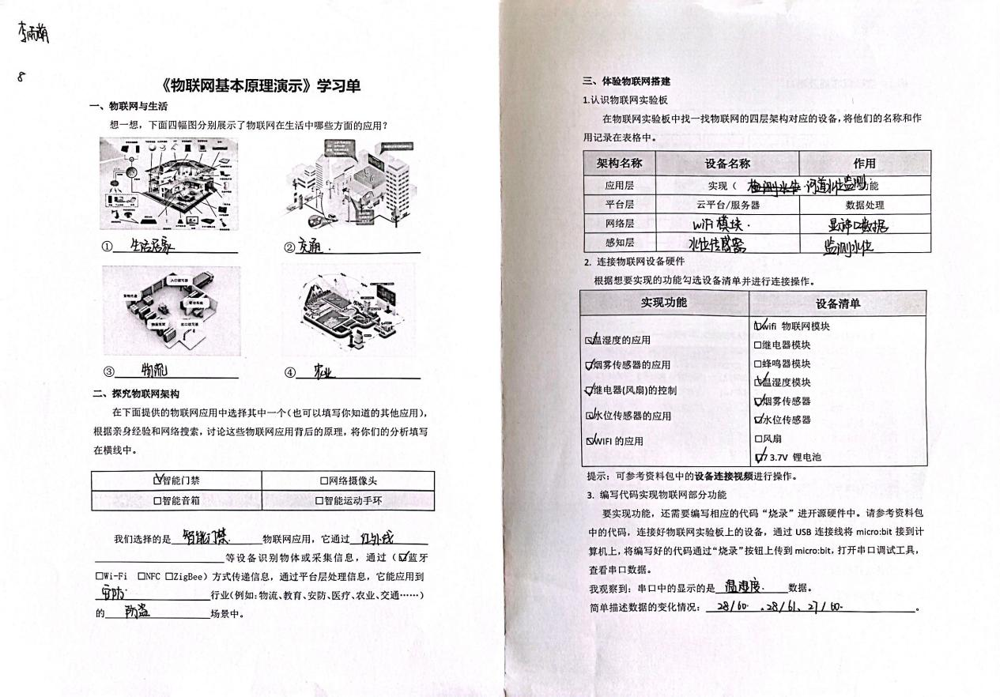 李雨萌
8
《物联网基本原理演示》学习单
一、物联网与生活
想一想，下面四幅图分别展示了物联网在生活中哪些方面的应用？
① 生活居家
② 交通.
入口读写器
管理系统
出口读写器
③ 物流
④ 农业
二、探究物联网架构
在下面提供的物联网应用中选择其中一个（也可以填写你知道的其他应用），
根据亲身经验和网络搜索，讨论这些物联网应用背后的原理，将你们的分析填写
在横线中。
☑智能门禁 □网络摄像头
□智能音箱 □智能运动手环
我们选择的是 智能门禁. 物联网应用，它通过 红外线
等设备识别物体或采集信息，通过（☑蓝牙
□Wi-Fi □NFC □ZigBee）方式传递信息，通过平台层处理信息，它能应用到
安防. 行业(例如:物流、教育、安防、医疗、农业、交通……)
的 防盗 场景中。
三、体验物联网搭建
1.认识物联网实验板
在物联网实验板中找一找物联网的四层架构对应的设备，将他们的名称和作
用记录在表格中。
架构名称 设备名称 作用
应用层 实现（ 河道水位监测 功能
平台层 云平台/服务器 数据处理
网络层 wiFi模块. 显示串口数据
感知层 水位传感器 监测水位
2. 连接物联网设备硬件
根据想要实现的功能勾选设备清单并进行连接操作。
实现功能 设备清单
☑温湿度的应用
☑烟雾传感器的应用
☑继电器(风扇)的控制
☑水位传感器的应用
☑WIFI 的应用
☑wifi 物联网模块
□继电器模块
□蜂鸣器模块
☑温湿度模块
☑烟雾传感器
☑水位传感器
□风扇
☑7 3.7V 锂电池
提示：可参考资料包中的设备连接视频进行操作。
3. 编写代码实现物联网部分功能
要实现功能，还需要编写相应的代码“烧录”进开源硬件中。请参考资料包
中的代码，连接好物联网实验板上的设备，通过 USB 连接线将 micro:bit 接到计
算机上，将编写好的代码通过“烧录”按钮上传到 micro:bit，打开串口调试工具，
查看串口数据。
我观察到：串口中的显示的是 温湿度. 数据。
简单描述数据的变化情况： 28/60. 、28/61、27/60. 。